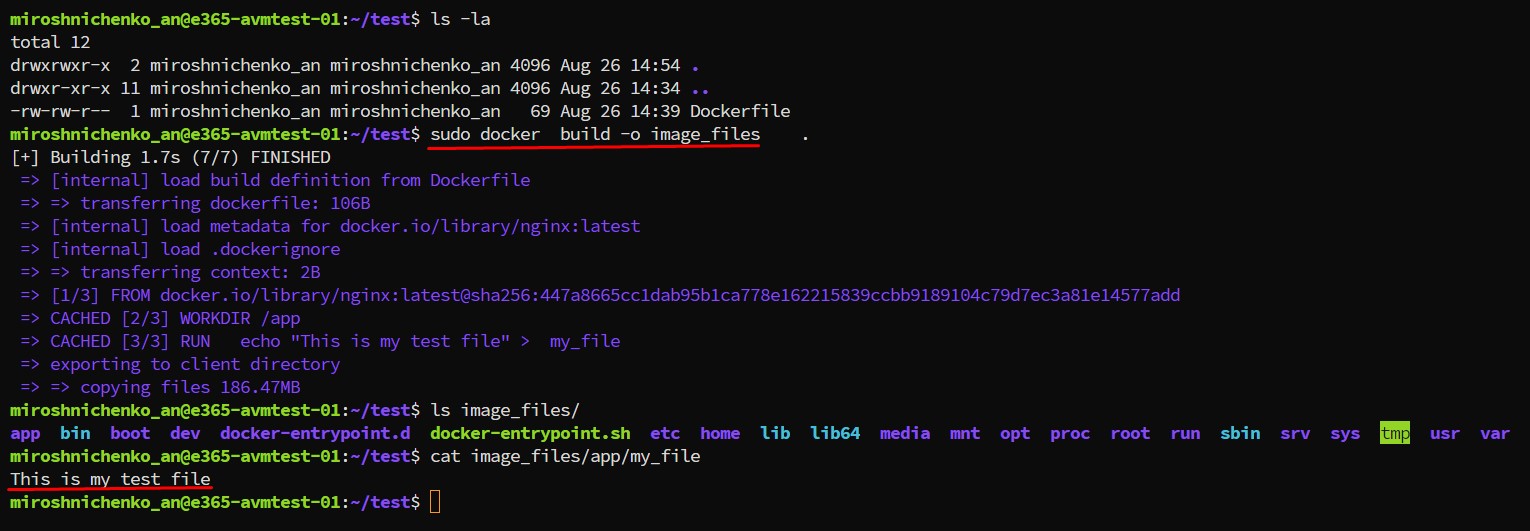 miroshnichenko_an@e365-avmtest-01:~/test$ ls -la
total 12
drwxrwxr-x  2 miroshnichenko_an miroshnichenko_an 4096 Aug 26 14:54 .
drwxr-xr-x 11 miroshnichenko_an miroshnichenko_an 4096 Aug 26 14:34 ..
-rw-rw-r--  1 miroshnichenko_an miroshnichenko_an   69 Aug 26 14:39 Dockerfile
miroshnichenko_an@e365-avmtest-01:~/test$ sudo docker  build -o image_files    .
[+] Building 1.7s (7/7) FINISHED
 => [internal] load build definition from Dockerfile
 => => transferring dockerfile: 106B
 => [internal] load metadata for docker.io/library/nginx:latest
 => [internal] load .dockerignore
 => => transferring context: 2B
 => [1/3] FROM docker.io/library/nginx:latest@sha256:447a8665cc1dab95b1ca778e162215839ccbb9189104c79d7ec3a81e14577add
 => CACHED [2/3] WORKDIR /app
 => CACHED [3/3] RUN   echo "This is my test file" >  my_file
 => exporting to client directory
 => => copying files 186.47MB
miroshnichenko_an@e365-avmtest-01:~/test$ ls image_files/
app  bin  boot  dev  docker-entrypoint.d  docker-entrypoint.sh  etc  home  lib  lib64  media  mnt  opt  proc  root  run  sbin  srv  sys  tmp  usr  var
miroshnichenko_an@e365-avmtest-01:~/test$ cat image_files/app/my_file
This is my test file
miroshnichenko_an@e365-avmtest-01:~/test$